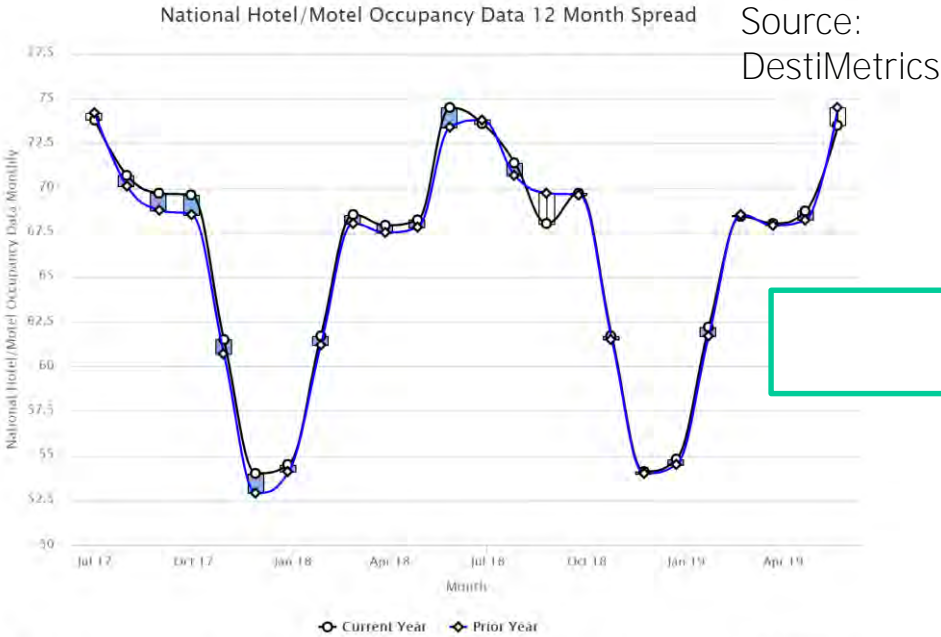 National Hotel/Motel Occupancy Data 12 Month Spread
Source:
DestiMetrics
National Hotel/Motel Occupancy Data Monthly
77.5
75
72.5
70
67.5
65
62.5
60
57.5
55
52.5
50
Jul 17
Oct 17
Jan 18
Apr 18
Jul 18
Oct 18
Jan 19
Apr 19
Month
Current Year
Prior Year